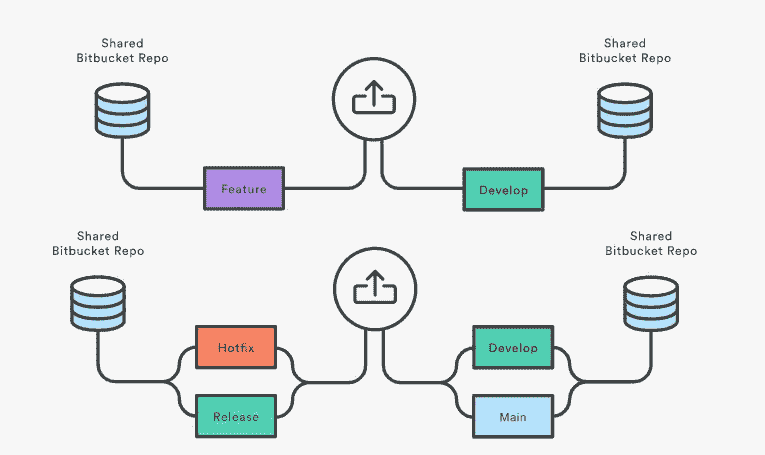 Shared
Bitbucket Repo
Shared
Bitbucket Repo
Feature
Develop
Shared
Bitbucket Repo
Shared
Bitbucket Repo
Hotfix
Develop
Release
Main